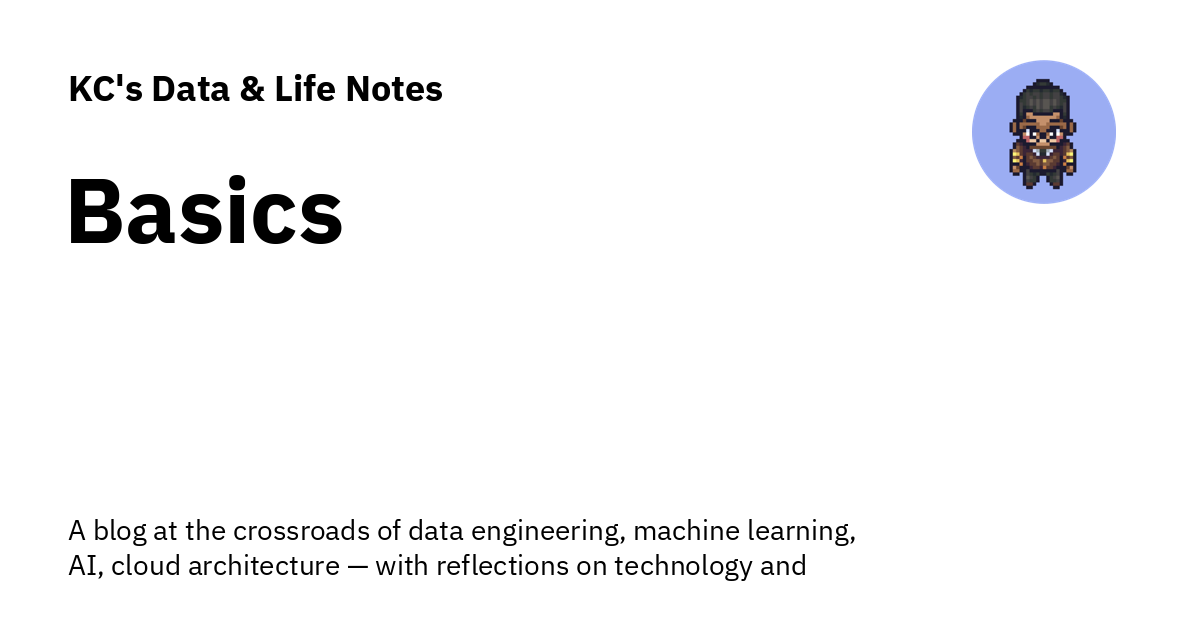 KC's Data & Life Notes
Basics
A blog at the crossroads of data engineering, machine learning,
AI, cloud architecture — with reflections on technology and